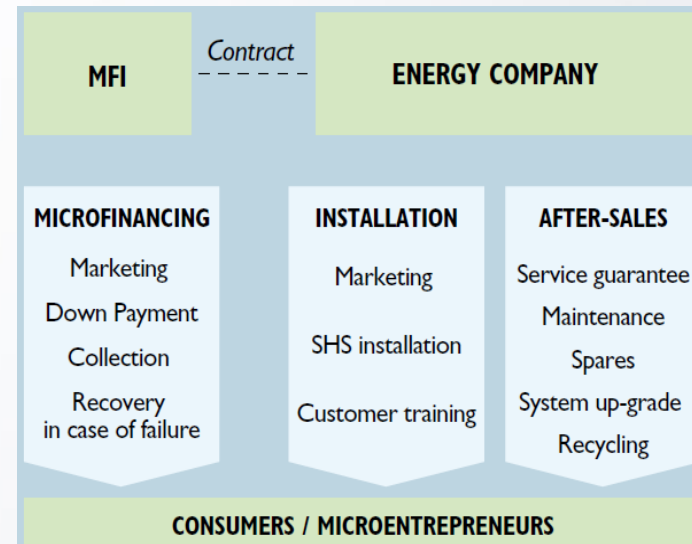 MFI
Contract
ENERGY COMPANY
MICROFINANCING
Marketing
Down Payment
Collection
Recovery
in case of failure
INSTALLATION
Marketing
SHS installation
Customer training
AFTER-SALES
Service guarantee
Maintenance
Spares
System up-grade
Recycling
CONSUMERS / MICROENTREPRENEURS